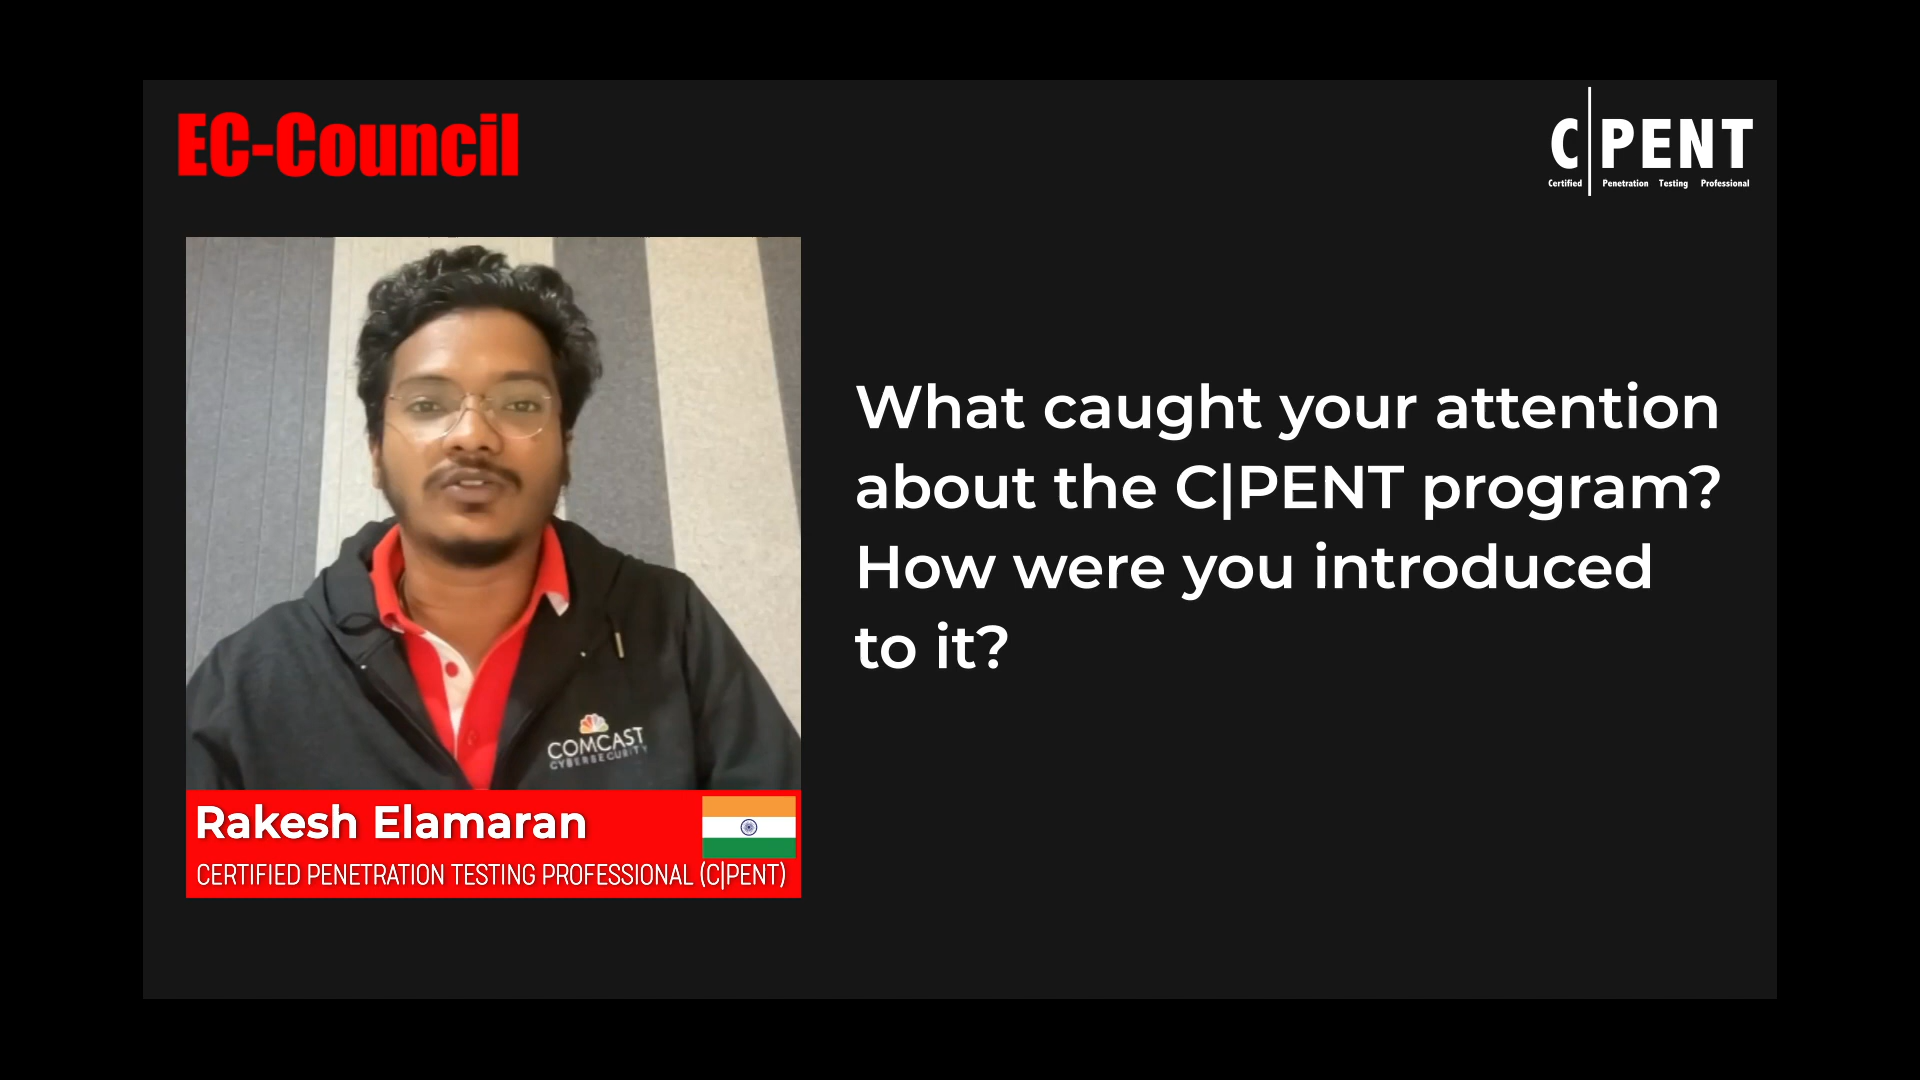 EC-Council
C|PENT
Certified Penetration Testing Professional
What caught your attention
about the C|PENT program?
How were you introduced
to it?
COMCAST
CYBERSECURITY
Rakesh Elamaran
CERTIFIED PENETRATION TESTING PROFESSIONAL (C|PENT)